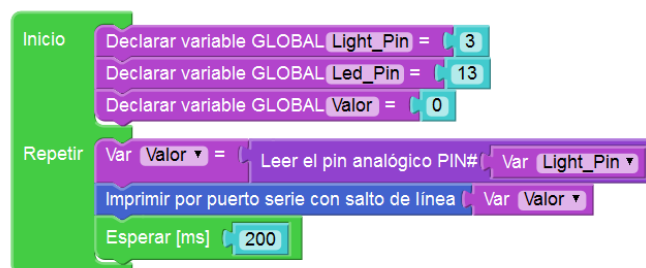 Inicio Declarar variable GLOBAL Light_Pin = 3
Declarar variable GLOBAL Led_Pin = 13
Declarar variable GLOBAL Valor = 0
Repetir Var Valor ▼ = Leer el pin analógico PIN# Var Light_Pin ▼
Imprimir por puerto serie con salto de línea Var Valor ▼
Esperar [ms] 200